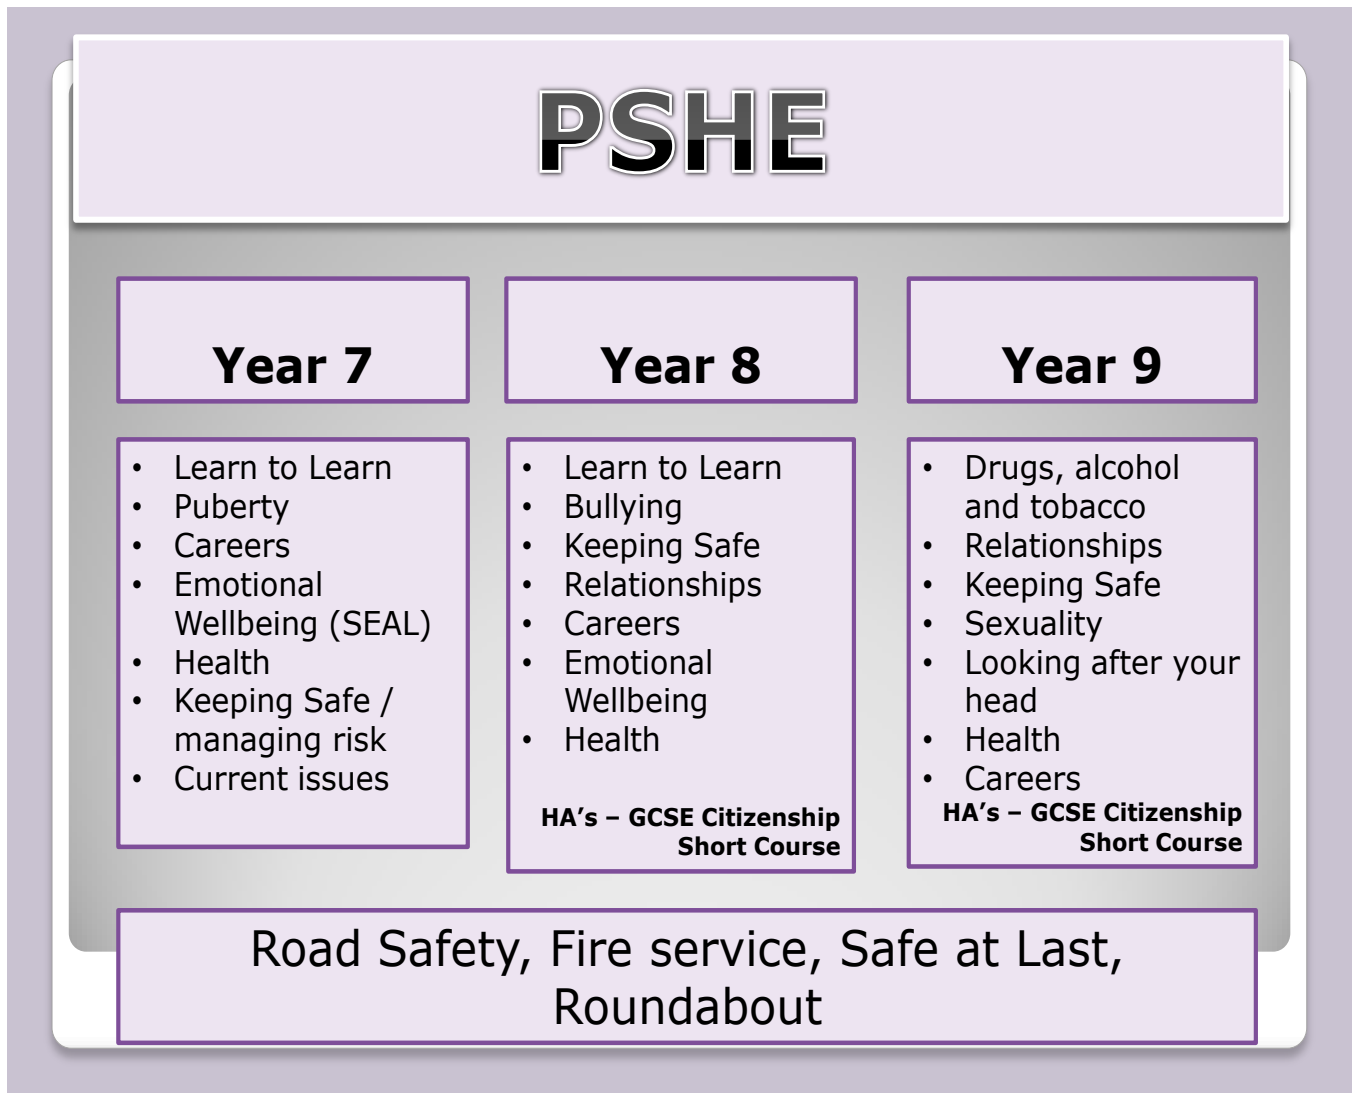 PSHE
Year 7
Year 8
Year 9
• Learn to Learn
• Puberty
• Careers
• Emotional
Wellbeing (SEAL)
• Health
• Keeping Safe /
managing risk
• Current issues
• Learn to Learn
• Bullying
• Keeping Safe
• Relationships
• Careers
• Emotional
Wellbeing
• Health
HA's – GCSE Citizenship
Short Course
• Drugs, alcohol
and tobacco
• Relationships
• Keeping Safe
• Sexuality
• Looking after your
head
• Health
• Careers
HA's – GCSE Citizenship
Short Course
Road Safety, Fire service, Safe at Last,
Roundabout